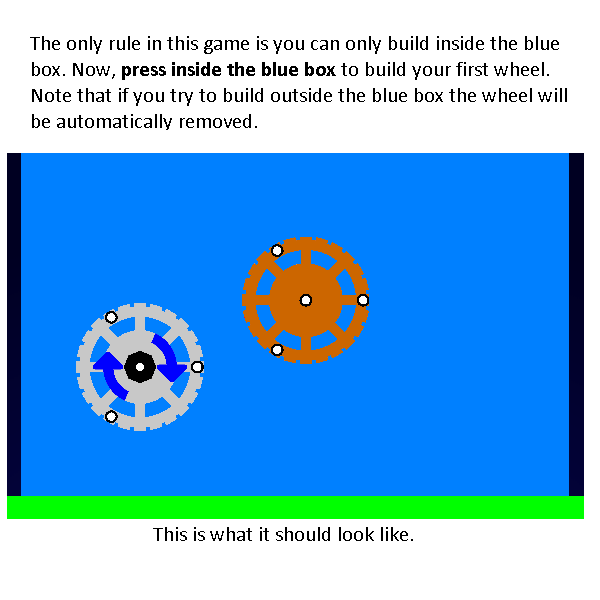 The only rule in this game is you can only build inside the blue
box. Now, press inside the blue box to build your first wheel.
Note that if you try to build outside the blue box the wheel will
be automatically removed.
This is what it should look like.